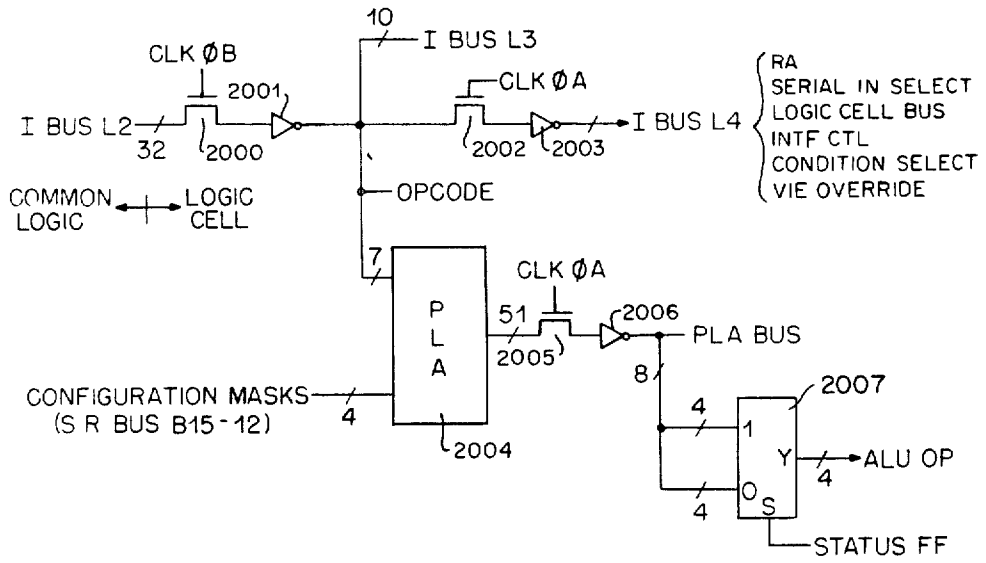 10
I BUS L3
CLK ØB
2001
CLK ØA
RA
SERIAL IN SELECT
LOGIC CELL BUS
INTF CTL
CONDITION SELECT
VIE OVERRIDE
I BUS L2
32
2000
2002
2003
I BUS L4
COMMON LOGIC
LOGIC CELL
OPCODE
7
PLA
CLK ØA
51
2005
2006
PLA BUS
8
CONFIGURATION MASKS
(S R BUS B15-12)
4
2004
2007
4
1
Y
4
ALU OP
4
0
S
STATUS FF